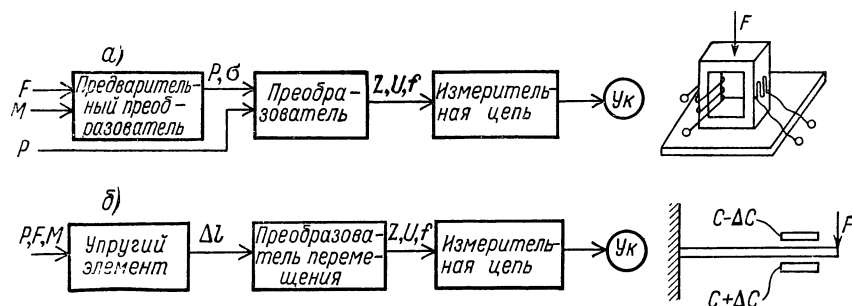 а)
F
M
P
Предваритель-
ный преоб-
разователь
P,σ
Преобра-
зователь
Z,U,f
Измеритель-
ная цепь
Ук
F
б)
P,F,M
Упругий
элемент
Δl
Преобразова-
тель переме-
щения
Z,U,f
Измеритель-
ная цепь
Ук
C-ΔC
F
C+ΔC